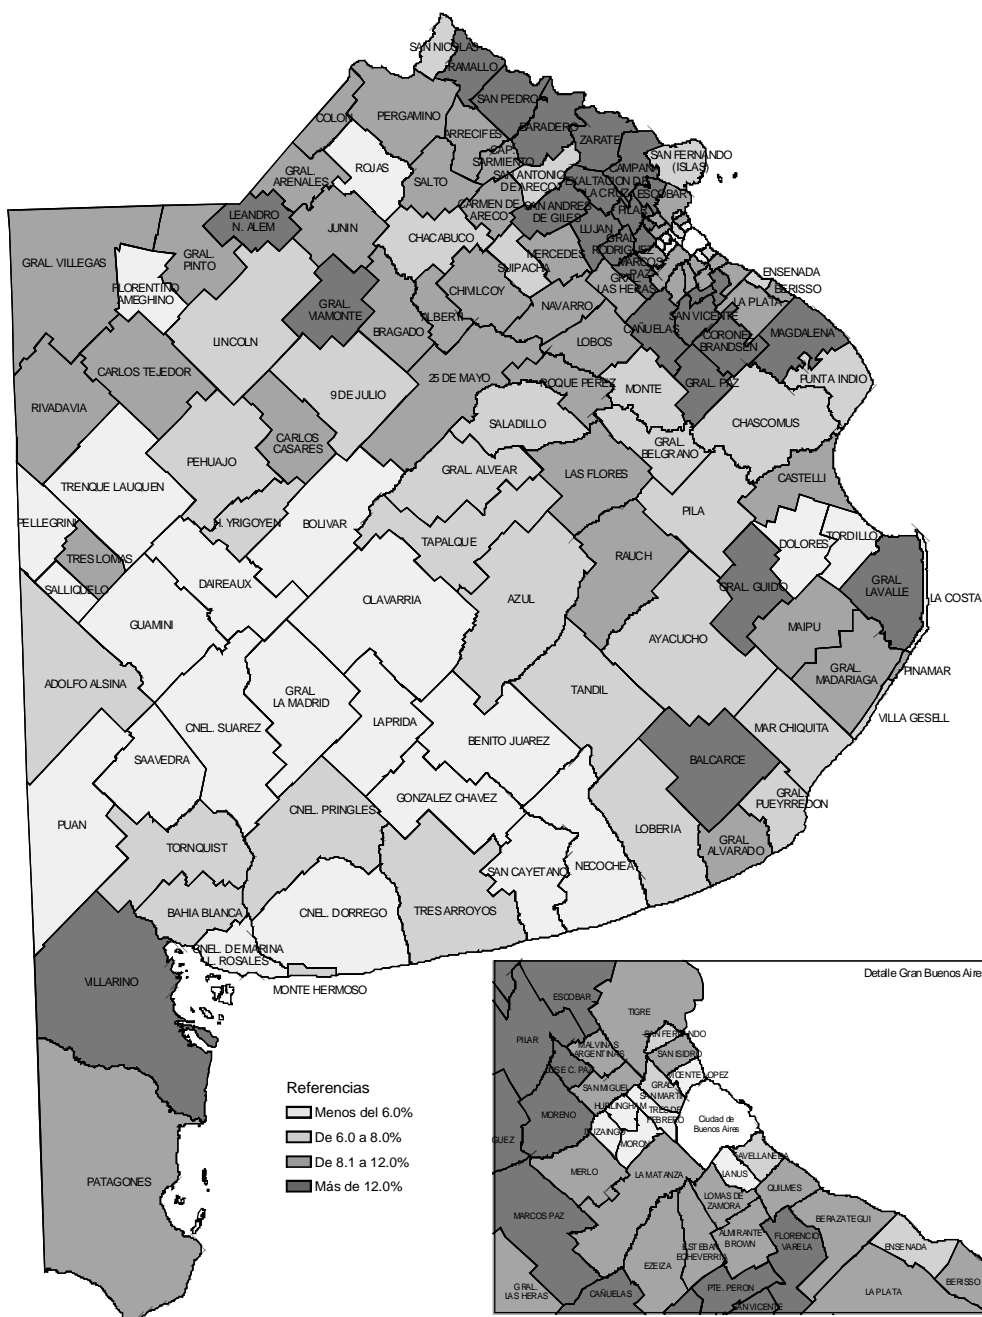 SAN NICOLAS
RAMALLO
SAN PEDRO
BARADERO
PERGAMINO
COLON
ARRECIFES
ZARATE
CAP.
SARMIENTO
SAN FERNANDO
(ISLAS)
CAMPANA
ROJAS
GRAL.
ARENALES
SALTO
SAN ANTONIO
DE ARECO
EXALTACION DE
LA CRUZ
ESCOBAR
PILAR
CARMEN DE
ARECO
SAN ANDRES
DE GILES
LEANDRO
N. ALEM
JUNIN
CHACABUCO
LUJAN
GRAL.
RODRIGUEZ
MERCEDES
SUIPACHA
MARCOS
PAZ
GRAL.
LAS HERAS
GRAL. VILLEGAS
GRAL.
PINTO
FLORENTINO
AMEGHINO
CHIVILCOY
ENSENADA
BERISSO
LA PLATA
NAVARRO
GRAL.
VIAMONTE
ALBERTI
BRAGADO
SAN VICENTE
CAÑUELAS
CORONEL
BRANDSEN
MAGDALENA
LINCOLN
LOBOS
CARLOS TEJEDOR
25 DE MAYO
ROQUE PEREZ
MONTE
GRAL. PAZ
PUNTA INDIO
RIVADAVIA
9 DE JULIO
SALADILLO
CHASCOMUS
CARLOS
CASARES
GRAL.
BELGRANO
PEHUAJO
GRAL. ALVEAR
LAS FLORES
CASTELLI
TRENQUE LAUQUEN
PILA
H. YRIGOYEN
BOLIVAR
PELLEGRINI
TAPALQUE
DOLORES
TORDILLO
TRES LOMAS
RAUCH
SALLIQUELO
DAIREAUX
GRAL. GUIDO
GRAL.
LAVALLE
OLAVARRIA
AZUL
LA COSTA
GUAMINI
AYACUCHO
MAIPU
GRAL.
MADARIAGA
PINAMAR
ADOLFO ALSINA
GRAL.
LA MADRID
TANDIL
CNEL. SUAREZ
LAPRIDA
VILLA GESELL
MAR CHIQUITA
BENITO JUAREZ
SAAVEDRA
BALCARCE
GONZALEZ CHAVEZ
GRAL.
PUEYRREDON
CNEL. PRINGLES
PUAN
LOBERIA
GRAL.
ALVARADO
TORNQUIST
NECOCHEA
SAN CAYETANO
BAHIA BLANCA
CNEL. DORREGO
TRES ARROYOS
CNEL. DE MARINA
L. ROSALES
MONTE HERMOSO
VILLARINO
PATAGONES
Referencias
Menos del 6.0%
De 6.0 a 8.0%
De 8.1 a 12.0%
Más de 12.0%
Detalle Gran Buenos Aires
ESCOBAR
TIGRE
PILAR
SAN FERNANDO
MALVINAS
ARGENTINAS
SAN ISIDRO
JOSE C. PAZ
VICENTE LOPEZ
SAN MIGUEL
GRAL.
SAN MARTIN
MORENO
HURLINGHAM
TRES DE
FEBRERO
Ciudad de
Buenos Aires
ITUZAINGO
MORON
GUEZ
AVELLANEDA
MERLO
LA MATANZA
LANUS
LOMAS DE
ZAMORA
QUILMES
MARCOS PAZ
BERAZATEGUI
ALMIRANTE
BROWN
FLORENCIO
VARELA
ESTEBAN
ECHEVERRIA
ENSENADA
EZEIZA
GRAL.
LAS HERAS
CAÑUELAS
PTE. PERON
SAN VICENTE
LA PLATA
BERISSO